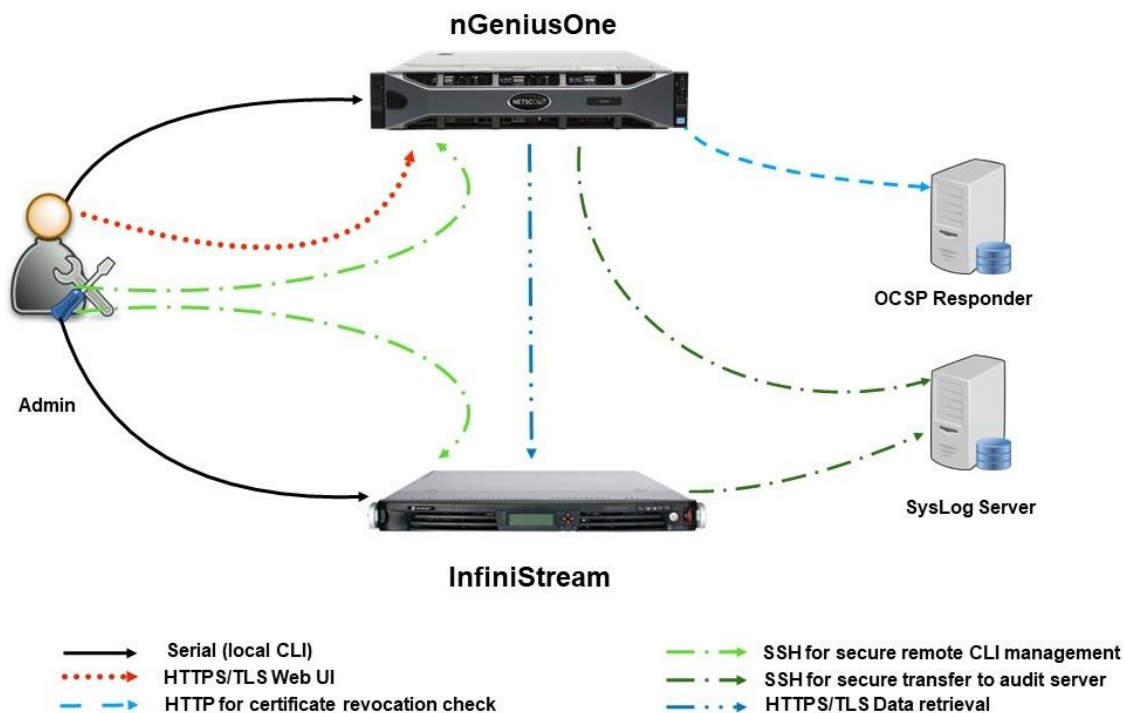 nGeniusOne
NETSCOUT
OCSP Responder
Admin
SysLog Server
InfiniStream
Serial (local CLI)
HTTPS/TLS Web UI
HTTP for certificate revocation check
SSH for secure remote CLI management
SSH for secure transfer to audit server
HTTPS/TLS Data retrieval